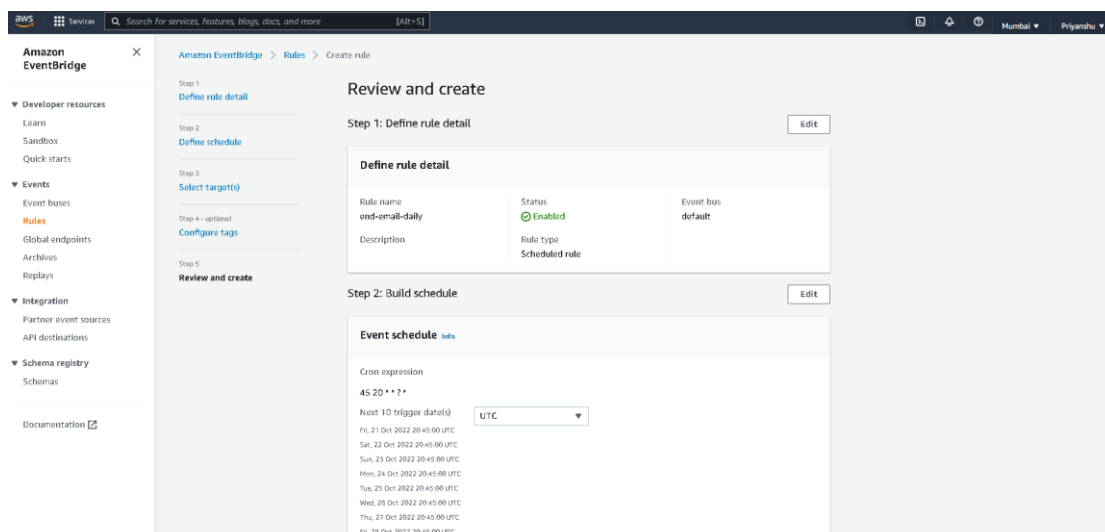 aws
Services
Search for services, features, blogs, docs, and more
[Alt+S]
Mumbai
Priyanshu
Amazon
EventBridge
Developer resources
Learn
Sandbox
Quick starts
Events
Event buses
Rules
Global endpoints
Archives
Replays
Integration
Partner event sources
API destinations
Schema registry
Schemas
Documentation
Amazon EventBridge > Rules > Create rule
Step 1
Define rule detail
Step 2
Define schedule
Step 3
Select target(s)
Step 4 - optional
Configure tags
Step 5
Review and create
Review and create
Step 1: Define rule detail
Edit
Define rule detail
Rule name
end-email-daily
Description
Status
Enabled
Rule type
Scheduled rule
Event bus
default
Step 2: Build schedule
Edit
Event schedule Info
Cron expression
45 20 * * ? *
Next 10 trigger date(s)
UTC
Fri, 21 Oct 2022 20:45:00 UTC
Sat, 22 Oct 2022 20:45:00 UTC
Sun, 23 Oct 2022 20:45:00 UTC
Mon, 24 Oct 2022 20:45:00 UTC
Tue, 25 Oct 2022 20:45:00 UTC
Wed, 26 Oct 2022 20:45:00 UTC
Thu, 27 Oct 2022 20:45:00 UTC
Fri, 28 Oct 2022 20:45:00 UTC